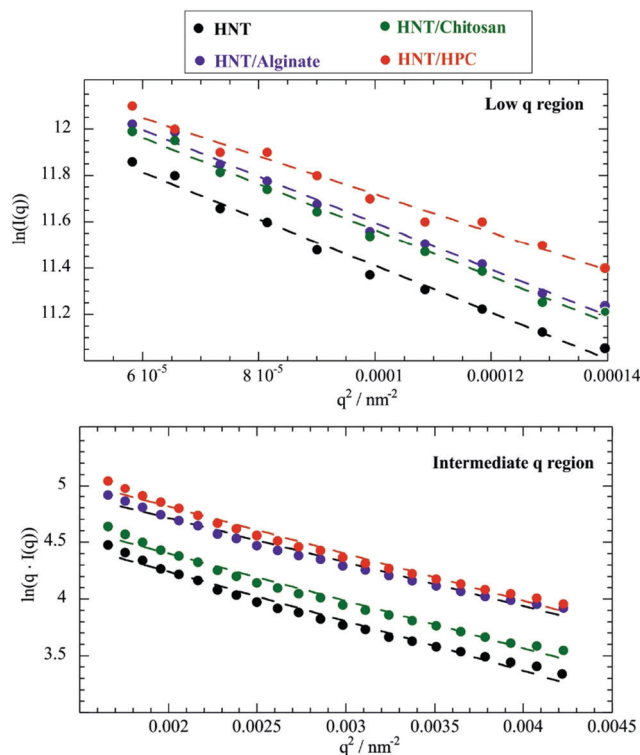 HNT
HNT/Chitosan
HNT/Alginate
HNT/HPC
Low q region
12
11.8
11.6
11.4
11.2
ln(I(q))
6 10-5
8 10-5
0.0001
0.00012
0.00014
q2 / nm-2
Intermediate q region
5
4.5
4
3.5
ln(q · I(q))
0.002
0.0025
0.003
0.0035
0.004
0.0045
q2 / nm-2